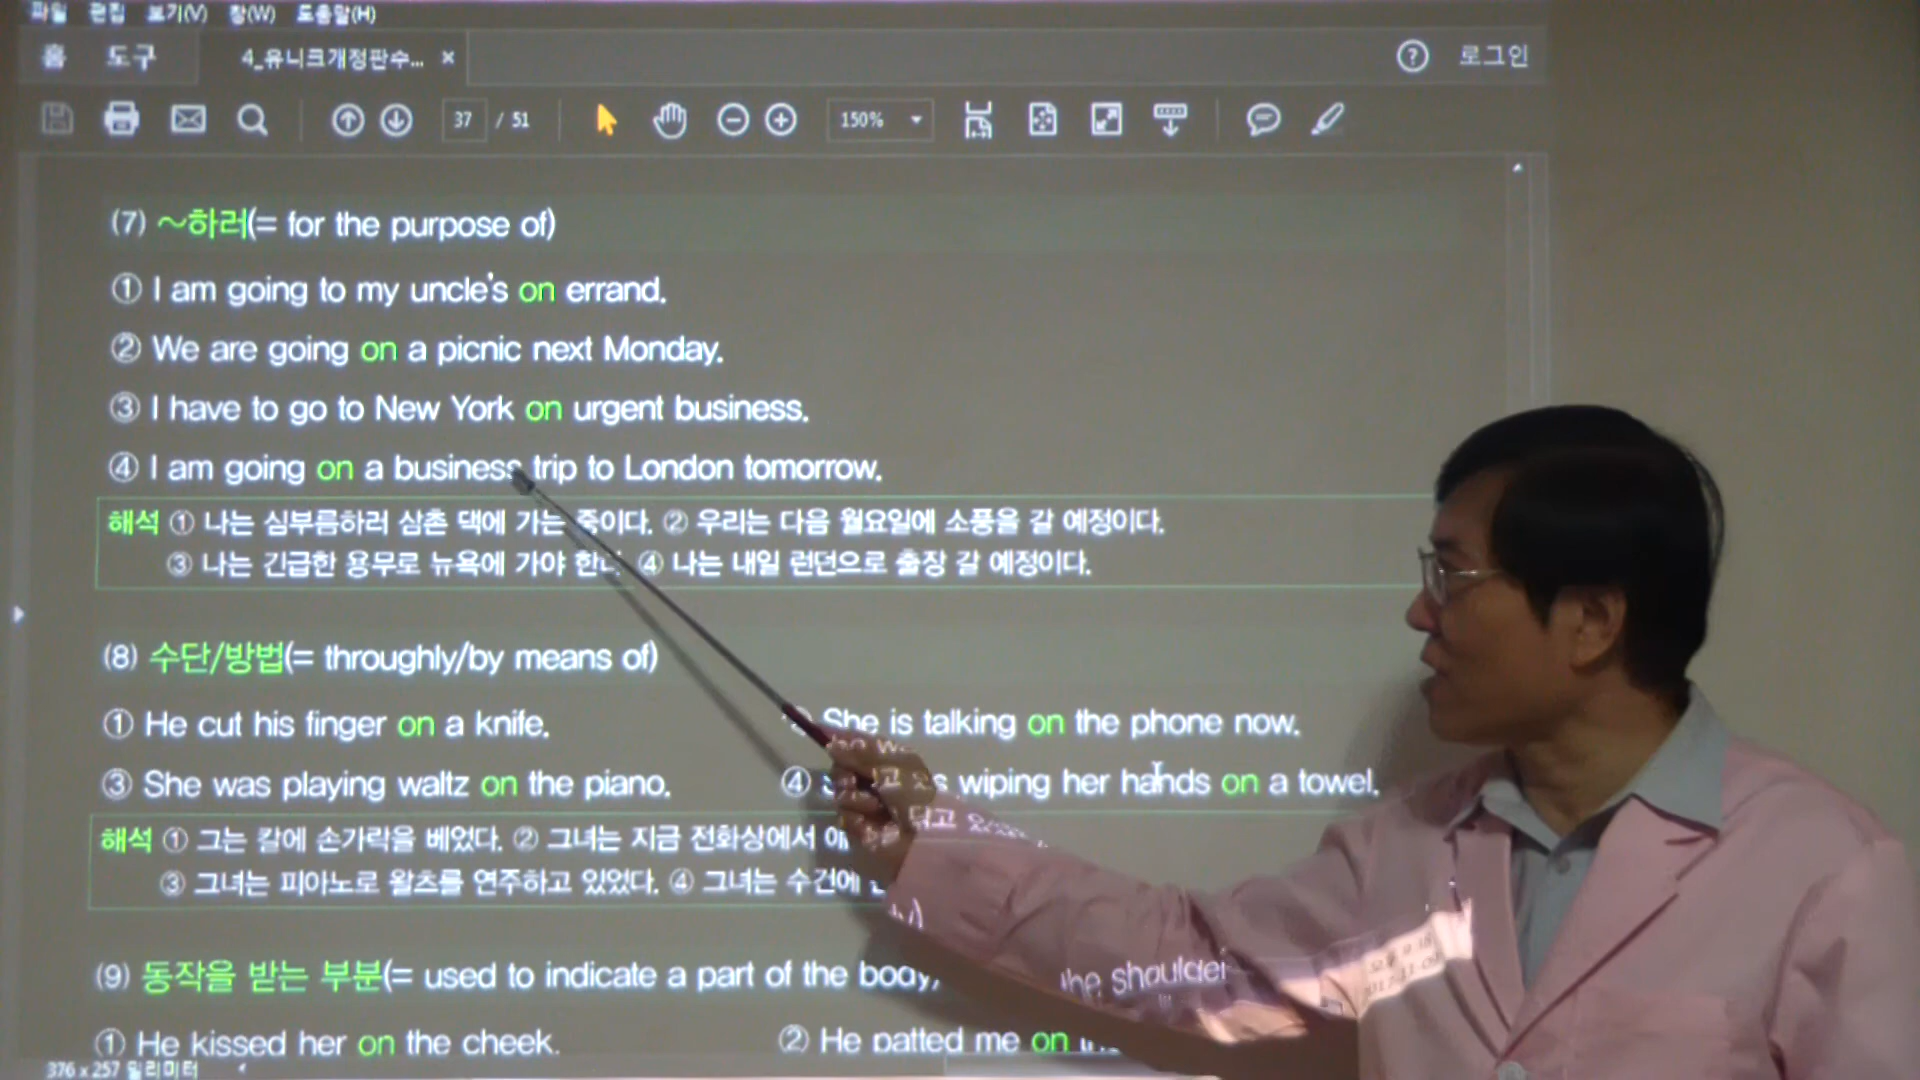 파일 편집 보기(V) 창(W) 도움말(H)
홈 도구 4_유니크개정판수... × ? 로그인
37 / 51 150%
(7) ~하러(= for the purpose of)
① I am going to my uncle's on errand.
② We are going on a picnic next Monday.
③ I have to go to New York on urgent business.
④ I am going on a business trip to London tomorrow.
해석 ① 나는 심부름하러 삼촌 댁에 가는 중이다. ② 우리는 다음 월요일에 소풍을 갈 예정이다.
③ 나는 긴급한 용무로 뉴욕에 가야 한다. ④ 나는 내일 런던으로 출장 갈 예정이다.
(8) 수단/방법(= throughly/by means of)
① He cut his finger on a knife. She is talking on the phone now.
③ She was playing waltz on the piano. ④ wiping her hands on a towel.
해석 ① 그는 칼에 손가락을 베었다. ② 그녀는 지금 전화상에서
③ 그녀는 피아노로 왈츠를 연주하고 있었다. ④ 그녀는 수건에
(9) 동작을 받는 부분(= used to indicate a part of the body)
the shoulder
① He kissed her on the cheek. ② He patted me on
376 x 257 밀리미터